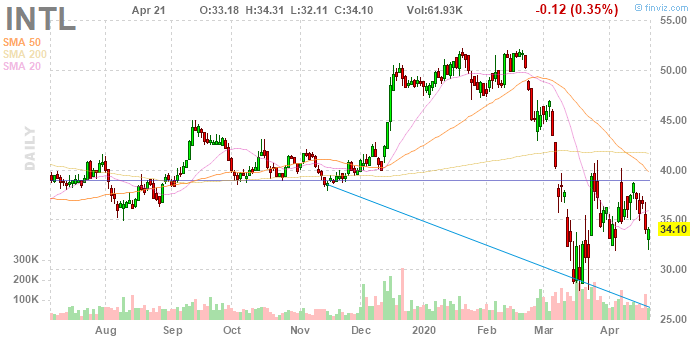 INTL
Apr 21 O:33.18 H:34.31 L:32.11 C:34.10 Vol:61.93K -0.12 (0.35%)
© finviz.com
SMA 50
SMA 200
SMA 20
DAILY
55.00
50.00
45.00
40.00
35.00
34.10
30.00
25.00
300K
200K
100K
Aug Sep Oct Nov Dec 2020 Feb Mar Apr